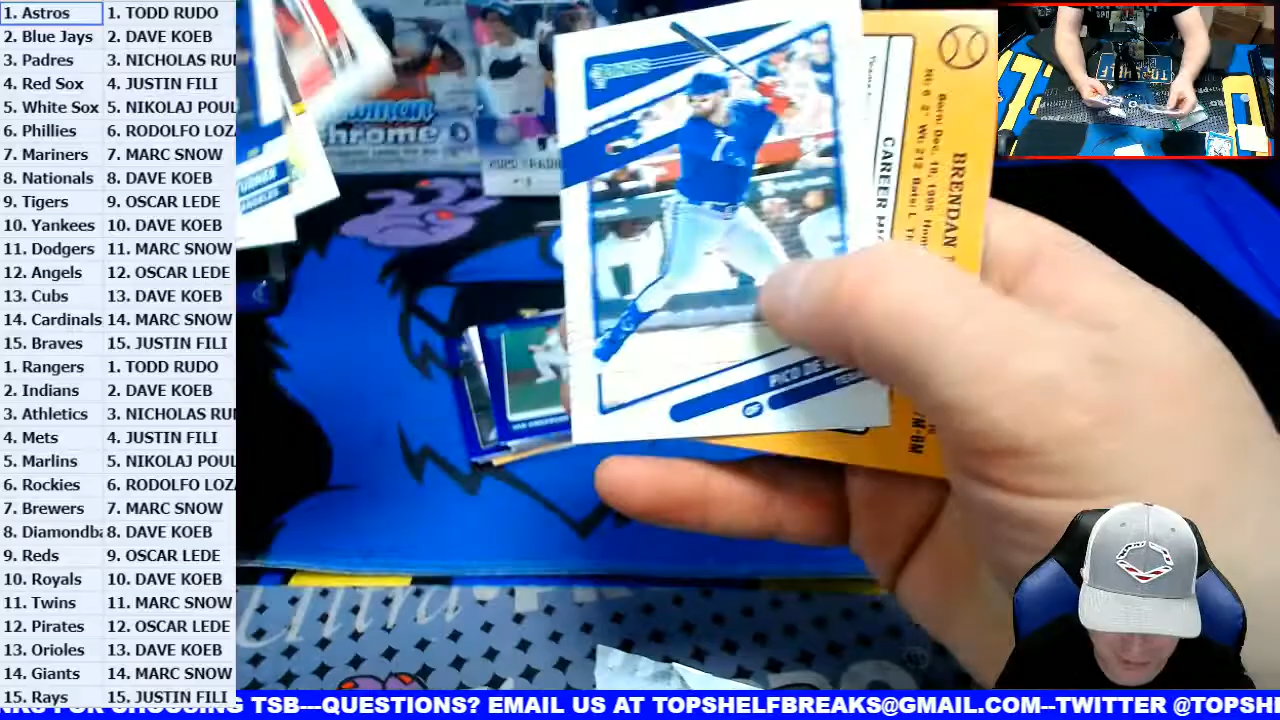 1. Astros 1. TODD RUDO
2. Blue Jays 2. DAVE KOEB
3. Padres 3. NICHOLAS RU
4. Red Sox 4. JUSTIN FILI
5. White Sox 5. NIKOLAJ POUL
6. Phillies 6. RODOLFO LOZ
7. Mariners 7. MARC SNOW
8. Nationals 8. DAVE KOEB
9. Tigers 9. OSCAR LEDE
10. Yankees 10. DAVE KOEB
11. Dodgers 11. MARC SNOW
12. Angels 12. OSCAR LEDE
13. Cubs 13. DAVE KOEB
14. Cardinals 14. MARC SNOW
15. Braves 15. JUSTIN FILI
1. Rangers 1. TODD RUDO
2. Indians 2. DAVE KOEB
3. Athletics 3. NICHOLAS RU
4. Mets 4. JUSTIN FILI
5. Marlins 5. NIKOLAJ POUL
6. Rockies 6. RODOLFO LOZ
7. Brewers 7. MARC SNOW
8. Diamondba 8. DAVE KOEB
9. Reds 9. OSCAR LEDE
10. Royals 10. DAVE KOEB
11. Twins 11. MARC SNOW
12. Pirates 12. OSCAR LEDE
13. Orioles 13. DAVE KOEB
14. Giants 14. MARC SNOW
15. Rays 15. JUSTIN FILI
chrome
PICO DE
OF
BRENDAN
CAREER
FOR CHOOSING TSB---QUESTIONS? EMAIL US AT TOPSHELFBREAKS@GMAIL.COM--TWITTER @TOPSH